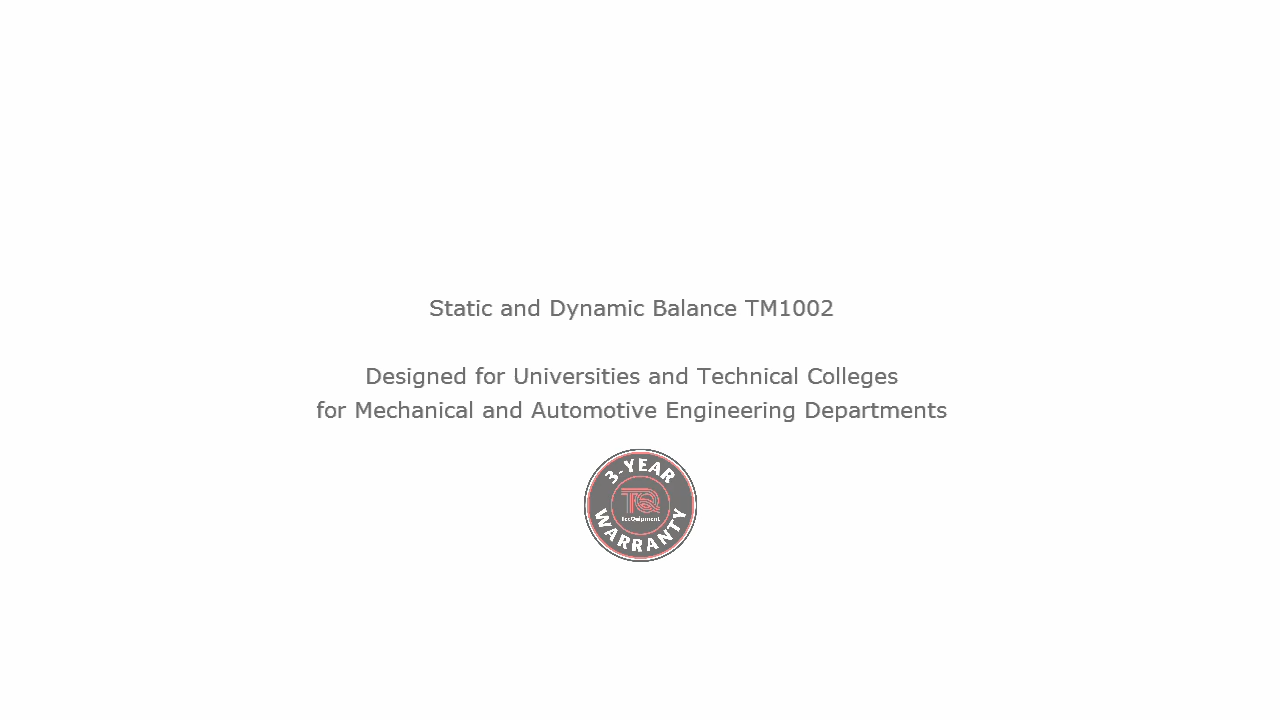 Static and Dynamic Balance TM1002
Designed for Universities and Technical Colleges
for Mechanical and Automotive Engineering Departments
3-YEAR
TQ
TecQuipment
WARRANTY